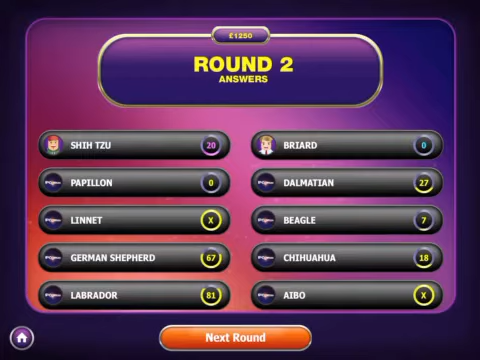 £1250
ROUND 2
ANSWERS
SHIH TZU 20
BRIARD 0
PAPILLON 0
DALMATIAN 27
LINNET X
BEAGLE 7
GERMAN SHEPHERD 67
CHIHUAHUA 18
LABRADOR 81
AIBO X
Next Round